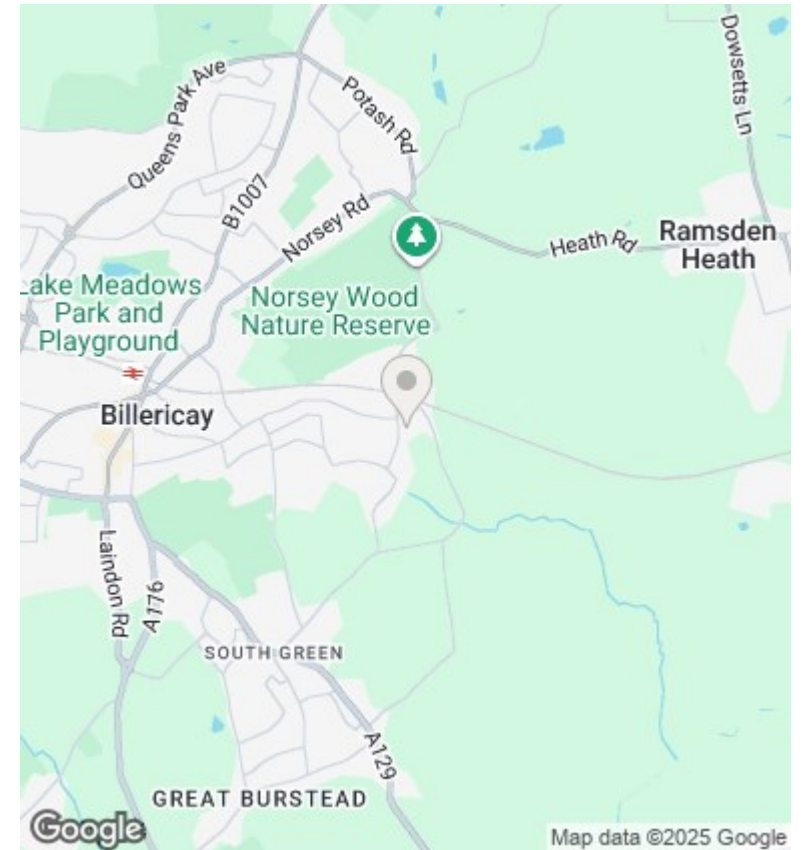 Queens Park Ave
Potash Rd
Dowsetts Ln
B1007
Norsey Rd
Heath Rd
Ramsden
Heath
Lake Meadows
Park and
Playground
Norsey Wood
Nature Reserve
Billericay
Laindon Rd
A176
SOUTH GREEN
A129
GREAT BURSTEAD
Google
Map data ©2025 Google